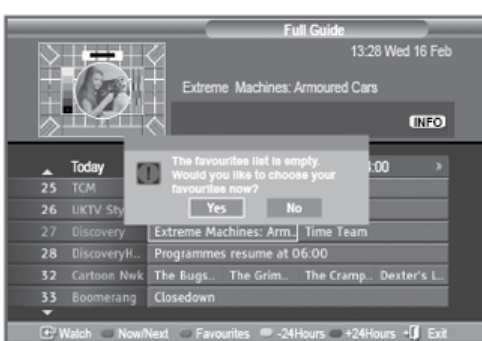 Full Guide
13:28 Wed 16 Feb
Extreme Machines: Armoured Cars
INFO
Today
:00 »
The favourites list is empty.
Would you like to choose your
favourites now?
Yes No
25 TCM
26 UKTV Sty
27 Discovery Extreme Machines: Arm.. Time Team
28 DiscoveryH.. Programmes resume at 06:00
32 Cartoon Nwk The Bugs.. The Grim.. The Cramp.. Dexter's L..
33 Boomerang Closedown
Watch Now/Next Favourites -24Hours +24Hours Exit